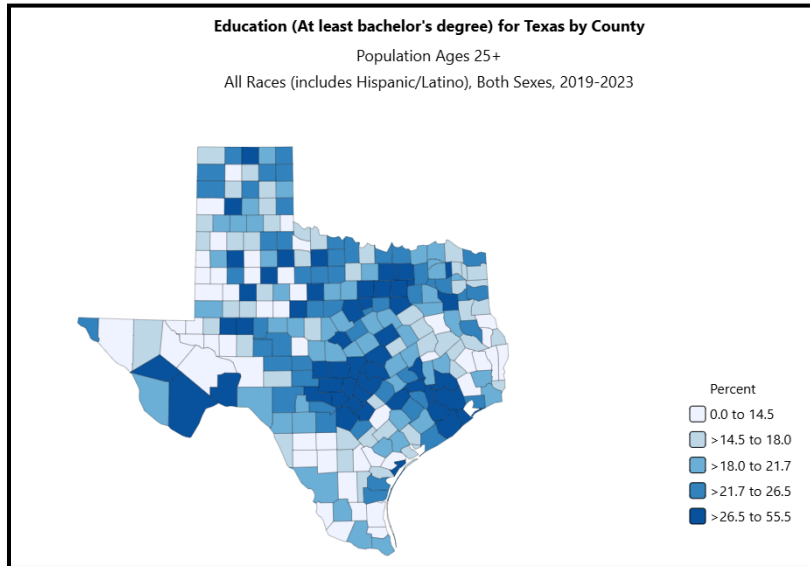 Education (At least bachelor's degree) for Texas by County
Population Ages 25+
All Races (includes Hispanic/Latino), Both Sexes, 2019-2023
Percent
0.0 to 14.5
>14.5 to 18.0
>18.0 to 21.7
>21.7 to 26.5
>26.5 to 55.5